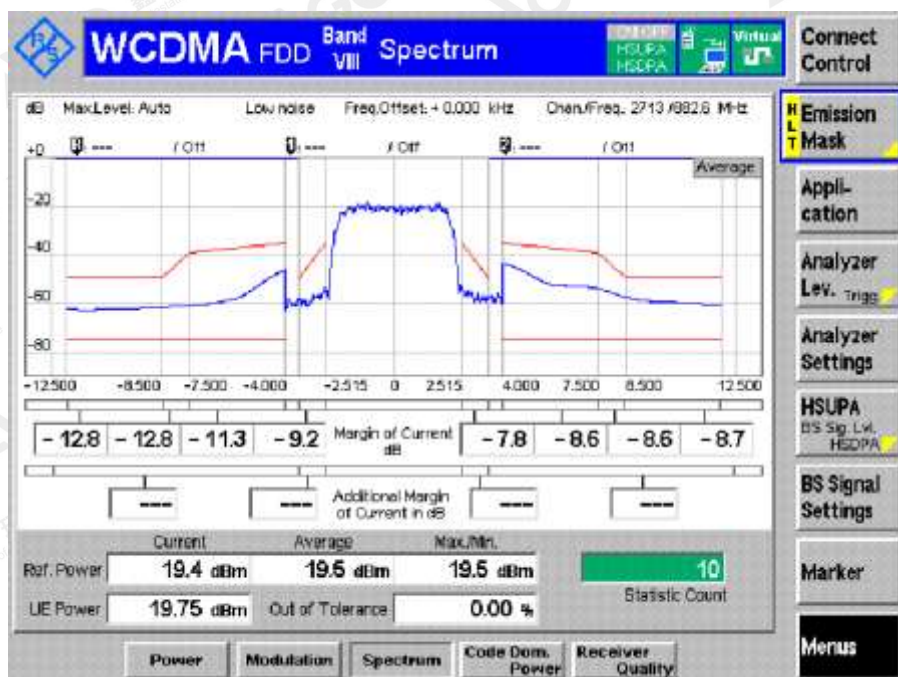 WCDMA FDD Band VIII Spectrum
HSUPA
HSDPA
Virtual
Connect Control
dB Max.Level: Auto Low noise Freq.Offset: + 0.000 kHz Chan./Freq.: 2713 /882.6 MHz
HLT
Emission Mask
+0 3: --- / Off 1: --- / Off 2: --- / Off
Average
Appli-
cation
-20
-40
Analyzer
Lev. Trigg.
-60
Analyzer
Settings
-80
-12.500 -8.500 -7.500 -4.000 -2.515 0 2.515 4.000 7.500 8.500 12.500
HSUPA
BS Sig. Lvl.
HSDPA
- 12.8 - 12.8 - 11.3 - 9.2 Margin of Current dB - 7.8 - 8.6 - 8.6 - 8.7
BS Signal
Settings
--- --- Additional Margin of Current in dB --- ---
Current Average Max./Min.
Ref. Power 19.4 dBm 19.5 dBm 19.5 dBm 10
Statistic Count
Marker
UE Power 19.75 dBm Out of Tolerance 0.00 %
Menus
Power Modulation Spectrum Code Dom. Power Receiver Quality